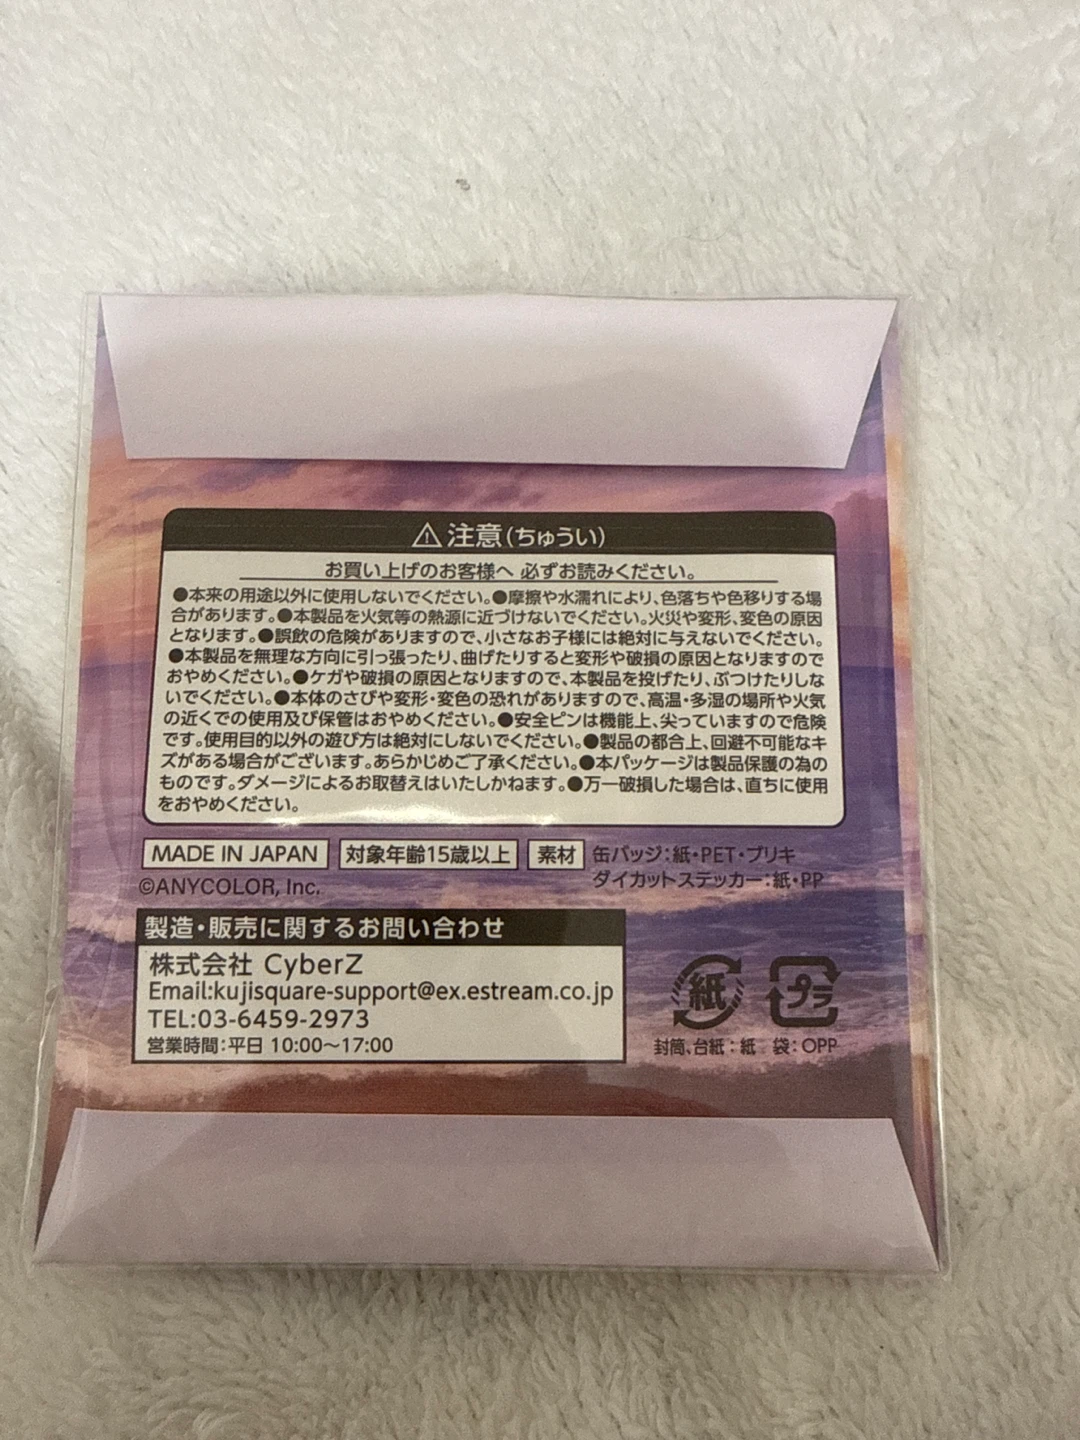 ⚠注意(ちゅうい)
お買い上げのお客様へ 必ずお読みください。
●本来の用途以外に使用しないでください。●摩擦や水濡れにより、色落ちや色移りする場
合があります。●本製品を火気等の熱源に近づけないでください。火災や変形、変色の原因
となります。●誤飲の危険がありますので、小さなお子様には絶対に与えないでください。
●本製品を無理な方向に引っ張ったり、曲げたりすると変形や破損の原因となりますので
おやめください。●ケガや破損の原因となりますので、本製品を投げたり、ぶつけたりしな
いでください。●本体のさびや変形・変色の恐れがありますので、高温・多湿の場所や火気
の近くでの使用及び保管はおやめください。●安全ピンは機能上、尖っていますので危険
です。使用目的以外の遊び方は絶対にしないでください。●製品の都合上、回避不可能なキ
ズがある場合がございます。あらかじめご了承ください。●本パッケージは製品保護の為の
ものです。ダメージによるお取替えはいたしかねます。●万一破損した場合は、直ちに使用
をおやめください。
MADE IN JAPAN 対象年齢15歳以上 素材 缶バッジ:紙・PET・ブリキ
ダイカットステッカー:紙・PP
©ANYCOLOR, Inc.
製造・販売に関するお問い合わせ
株式会社 CyberZ
Email:kujisquare-support@ex.estream.co.jp
TEL:03-6459-2973
営業時間:平日 10:00～17:00
紙 プラ
封筒、台紙:紙 袋:OPP